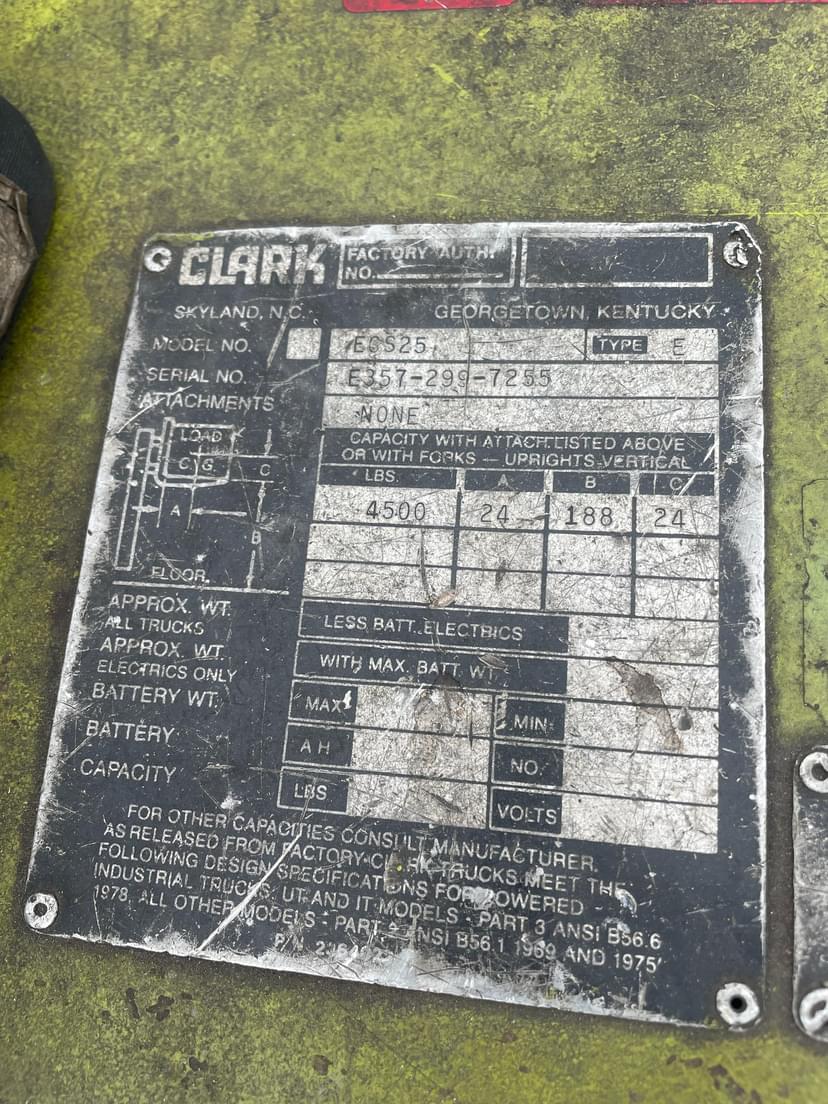 CLARK
FACTORY AUTH.
NO.
SKYLAND, N.C. GEORGETOWN, KENTUCKY
MODEL NO. ECS25 TYPE E
SERIAL NO. E357-299-7255
ATTACHMENTS NONE
CAPACITY WITH ATTACH. LISTED ABOVE
OR WITH FORKS — UPRIGHTS VERTICAL
LBS. A B C
4500 24 188 24
LOAD
C.G.
C
A
B
FLOOR
APPROX. WT.
ALL TRUCKS
LESS BATT. ELECTRICS
APPROX. WT.
ELECTRICS ONLY
WITH MAX. BATT. WT.
BATTERY WT. MAX. MIN.
BATTERY A H NO.
CAPACITY LBS VOLTS
FOR OTHER CAPACITIES CONSULT MANUFACTURER.
AS RELEASED FROM FACTORY CLARK TRUCKS MEET THE
FOLLOWING DESIGN SPECIFICATIONS FOR POWERED
INDUSTRIAL TRUCKS, UT AND IT MODELS - PART 3 ANSI B56.6
1978, ALL OTHER MODELS - PART ANSI B56.1 1969 AND 1975
P/N